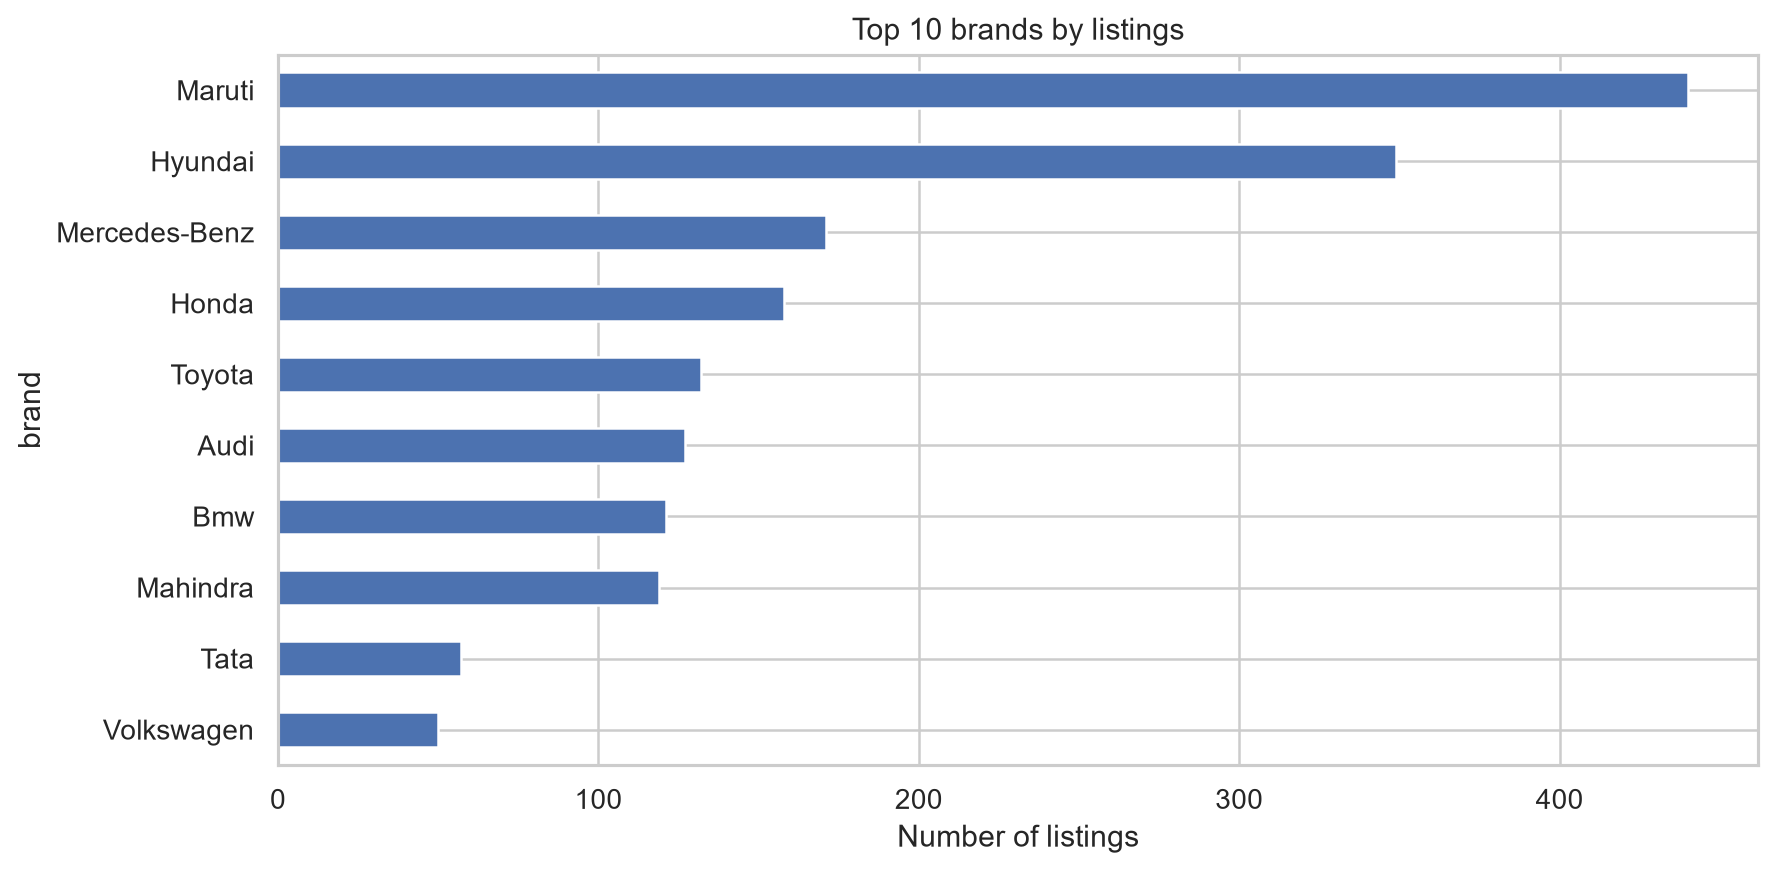 Top 10 brands by listings
Maruti
Hyundai
Mercedes-Benz
Honda
Toyota
Audi
Bmw
Mahindra
Tata
Volkswagen
brand
0 100 200 300 400
Number of listings